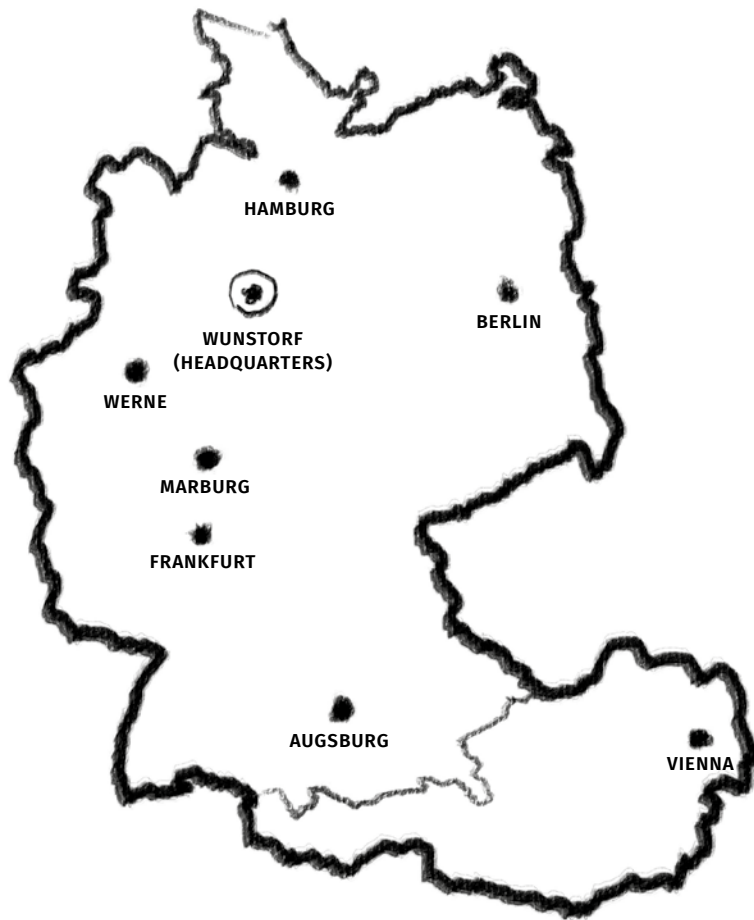 HAMBURG
BERLIN
WUNSTORF
(HEADQUARTERS)
WERNE
MARBURG
FRANKFURT
AUGSBURG
VIENNA